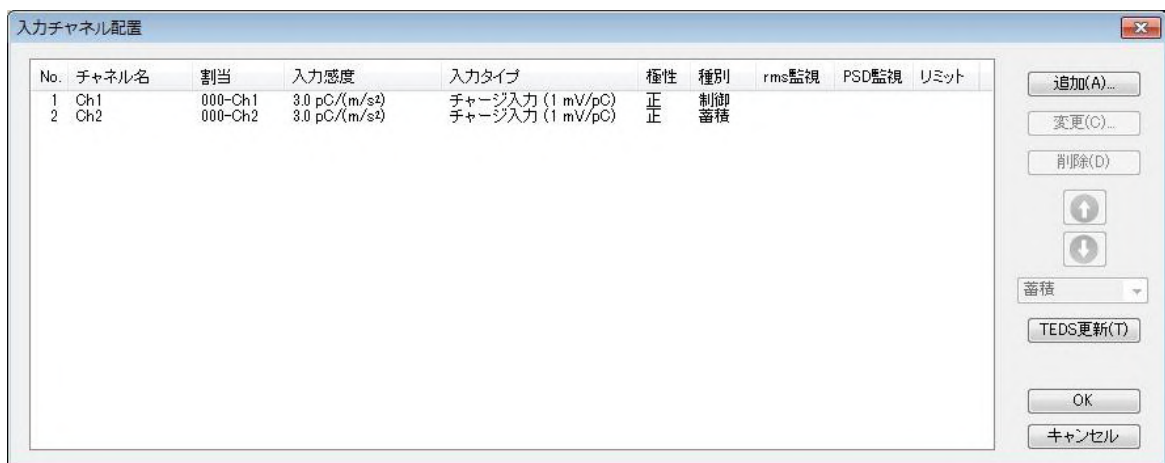 入力チャネル配置
No. チャネル名 割当 入力感度 入力タイプ 極性 種別 rms監視 PSD監視 リミット
1 Ch1 000-Ch1 3.0 pC/(m/s²) チャージ入力 (1 mV/pC) 正 制御
2 Ch2 000-Ch2 3.0 pC/(m/s²) チャージ入力 (1 mV/pC) 正 蓄積
追加(A)...
変更(C)...
削除(D)
蓄積
TEDS更新(T)
OK
キャンセル